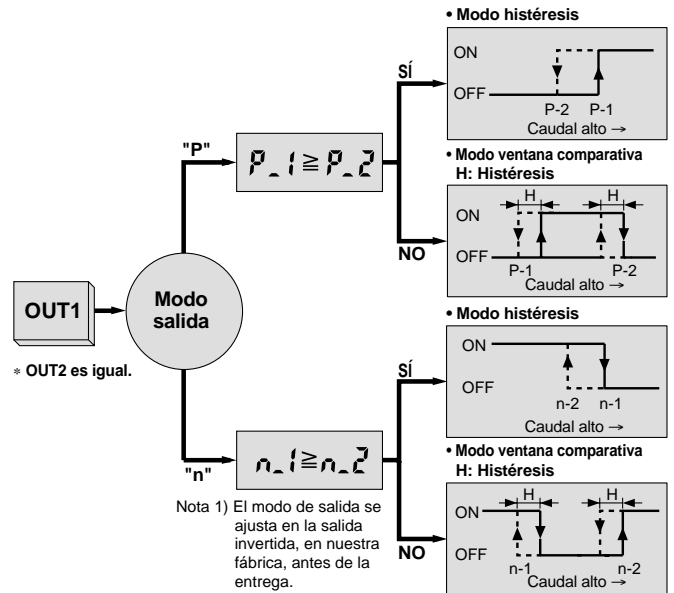 • Modo histéresis
ON
OFF
P-2 P-1
Caudal alto →
SÍ
"P"
P_1≧P_2
• Modo ventana comparativa
H: Histéresis
H H
ON
OFF
P-1 P-2
Caudal alto →
NO
OUT1
Modo
salida
∗ OUT2 es igual.
• Modo histéresis
ON
OFF
n-2 n-1
Caudal alto →
SÍ
"n"
n_1≧n_2
Nota 1) El modo de salida se
ajusta en la salida
invertida, en nuestra
fábrica, antes de la
entrega.
• Modo ventana comparativa
H: Histéresis
H H
ON
OFF
n-1 n-2
Caudal alto →
NO